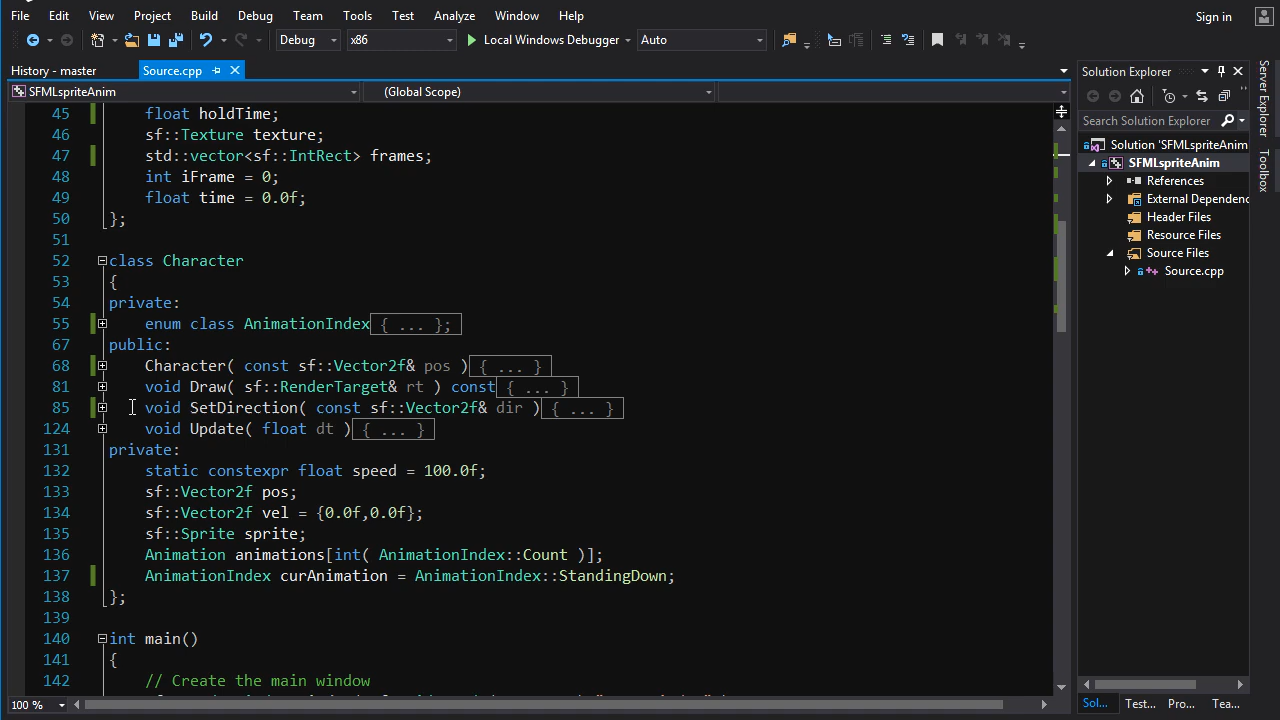 File Edit View Project Build Debug Team Tools Test Analyze Window Help Sign in
Debug x86 Local Windows Debugger Auto
History - master Source.cpp
SFMLspriteAnim (Global Scope)
45 float holdTime;
46 sf::Texture texture;
47 std::vector<sf::IntRect> frames;
48 int iFrame = 0;
49 float time = 0.0f;
50 };
51
52 class Character
53 {
54 private:
55 enum class AnimationIndex{ ... };
67 public:
68 Character( const sf::Vector2f& pos ){ ... }
81 void Draw( sf::RenderTarget& rt ) const{ ... }
85 void SetDirection( const sf::Vector2f& dir ){ ... }
124 void Update( float dt ){ ... }
131 private:
132 static constexpr float speed = 100.0f;
133 sf::Vector2f pos;
134 sf::Vector2f vel = {0.0f,0.0f};
135 sf::Sprite sprite;
136 Animation animations[int( AnimationIndex::Count )];
137 AnimationIndex curAnimation = AnimationIndex::StandingDown;
138 };
139
140 int main()
141 {
142 // Create the main window
100 %
Solution Explorer
Search Solution Explorer
Solution 'SFMLspriteAnim
SFMLspriteAnim
References
External Dependenc
Header Files
Resource Files
Source Files
Source.cpp
Sol... Test... Pro... Tea...
Server Explorer
Toolbox